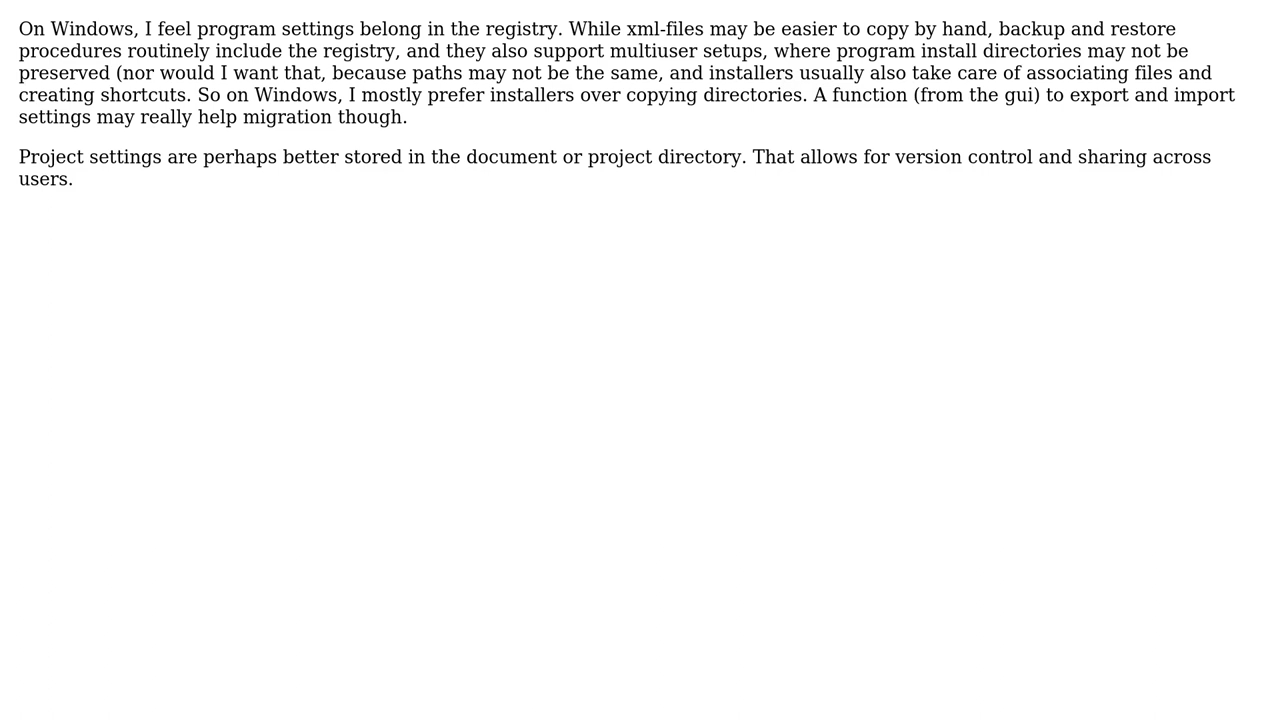 On Windows, I feel program settings belong in the registry. While xml-files may be easier to copy by hand, backup and restore
procedures routinely include the registry, and they also support multiuser setups, where program install directories may not be
preserved (nor would I want that, because paths may not be the same, and installers usually also take care of associating files and
creating shortcuts. So on Windows, I mostly prefer installers over copying directories. A function (from the gui) to export and import
settings may really help migration though.
Project settings are perhaps better stored in the document or project directory. That allows for version control and sharing across
users.